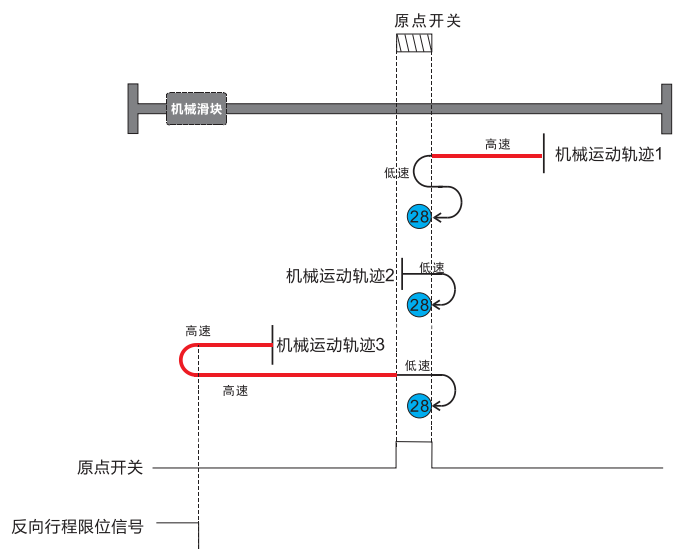 原点开关
机械滑块
高速
机械运动轨迹1
低速
28
低速
机械运动轨迹2
28
高速
机械运动轨迹3
低速
高速
28
原点开关
反向行程限位信号